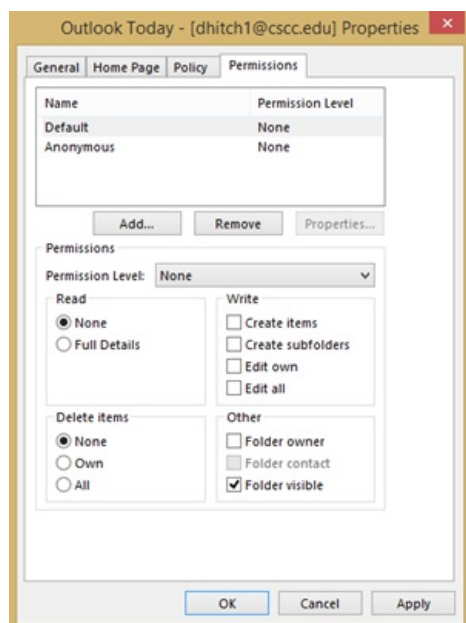 Outlook Today - [dhitch1@cscc.edu] Properties ×
General Home Page Policy Permissions
Name Permission Level
Default None
Anonymous None
Add... Remove Properties...
Permissions
Permission Level: None
Read Write
None Create items
Full Details Create subfolders
Edit own
Edit all
Delete items Other
None Folder owner
Own Folder contact
All Folder visible
OK Cancel Apply